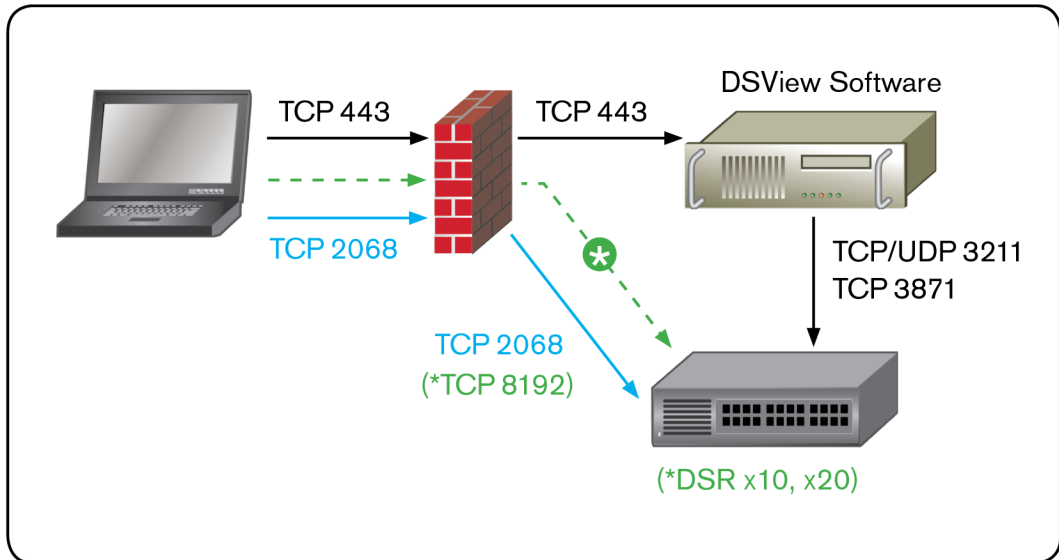 DSView Software
TCP 443
TCP 443
TCP 2068
*
TCP/UDP 3211
TCP 3871
TCP 2068
(*TCP 8192)
(*DSR x10, x20)